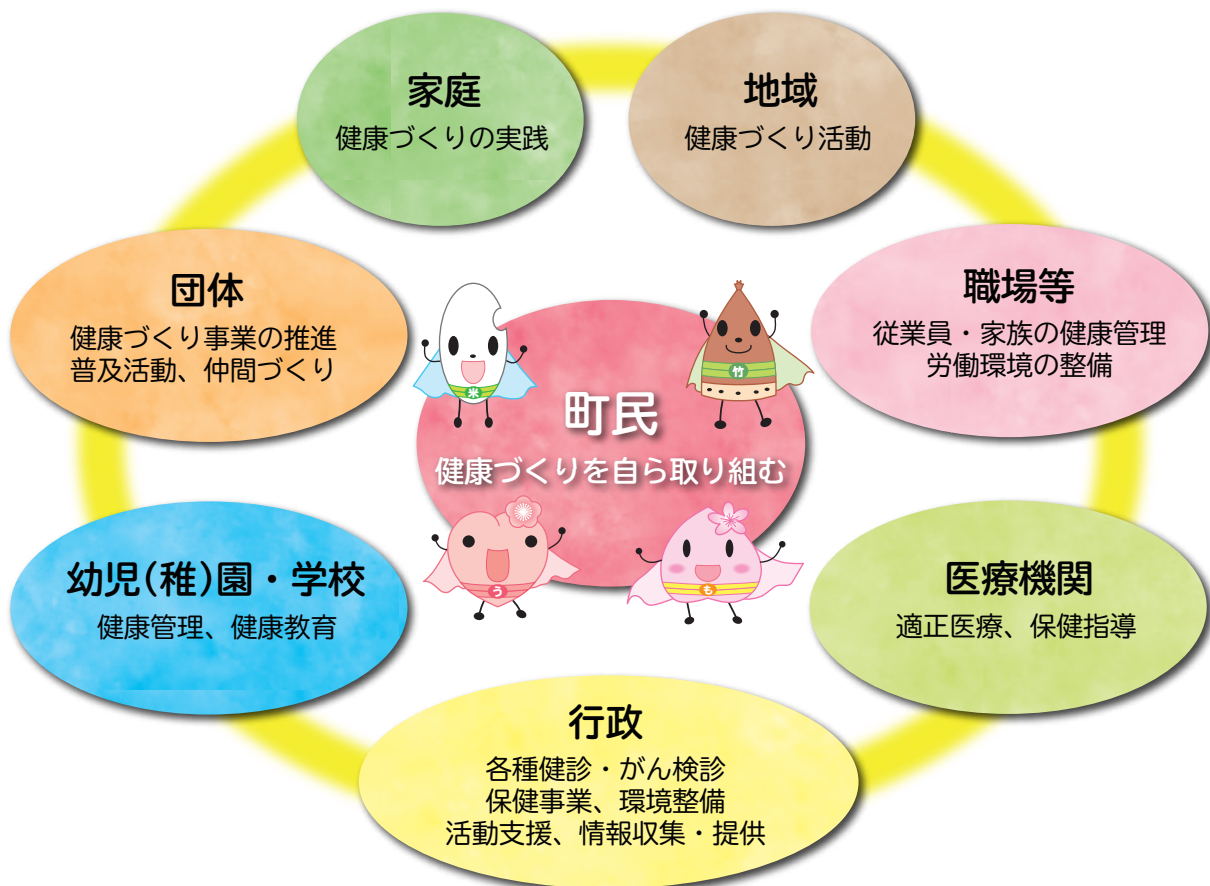 家庭
健康づくりの実践
地域
健康づくり活動
団体
健康づくり事業の推進
普及活動、仲間づくり
職場等
従業員・家族の健康管理
労働環境の整備
米
竹
町民
健康づくりを自ら取り組む
う
も
幼児(稚)園・学校
健康管理、健康教育
医療機関
適正医療、保健指導
行政
各種健診・がん検診
保健事業、環境整備
活動支援、情報収集・提供